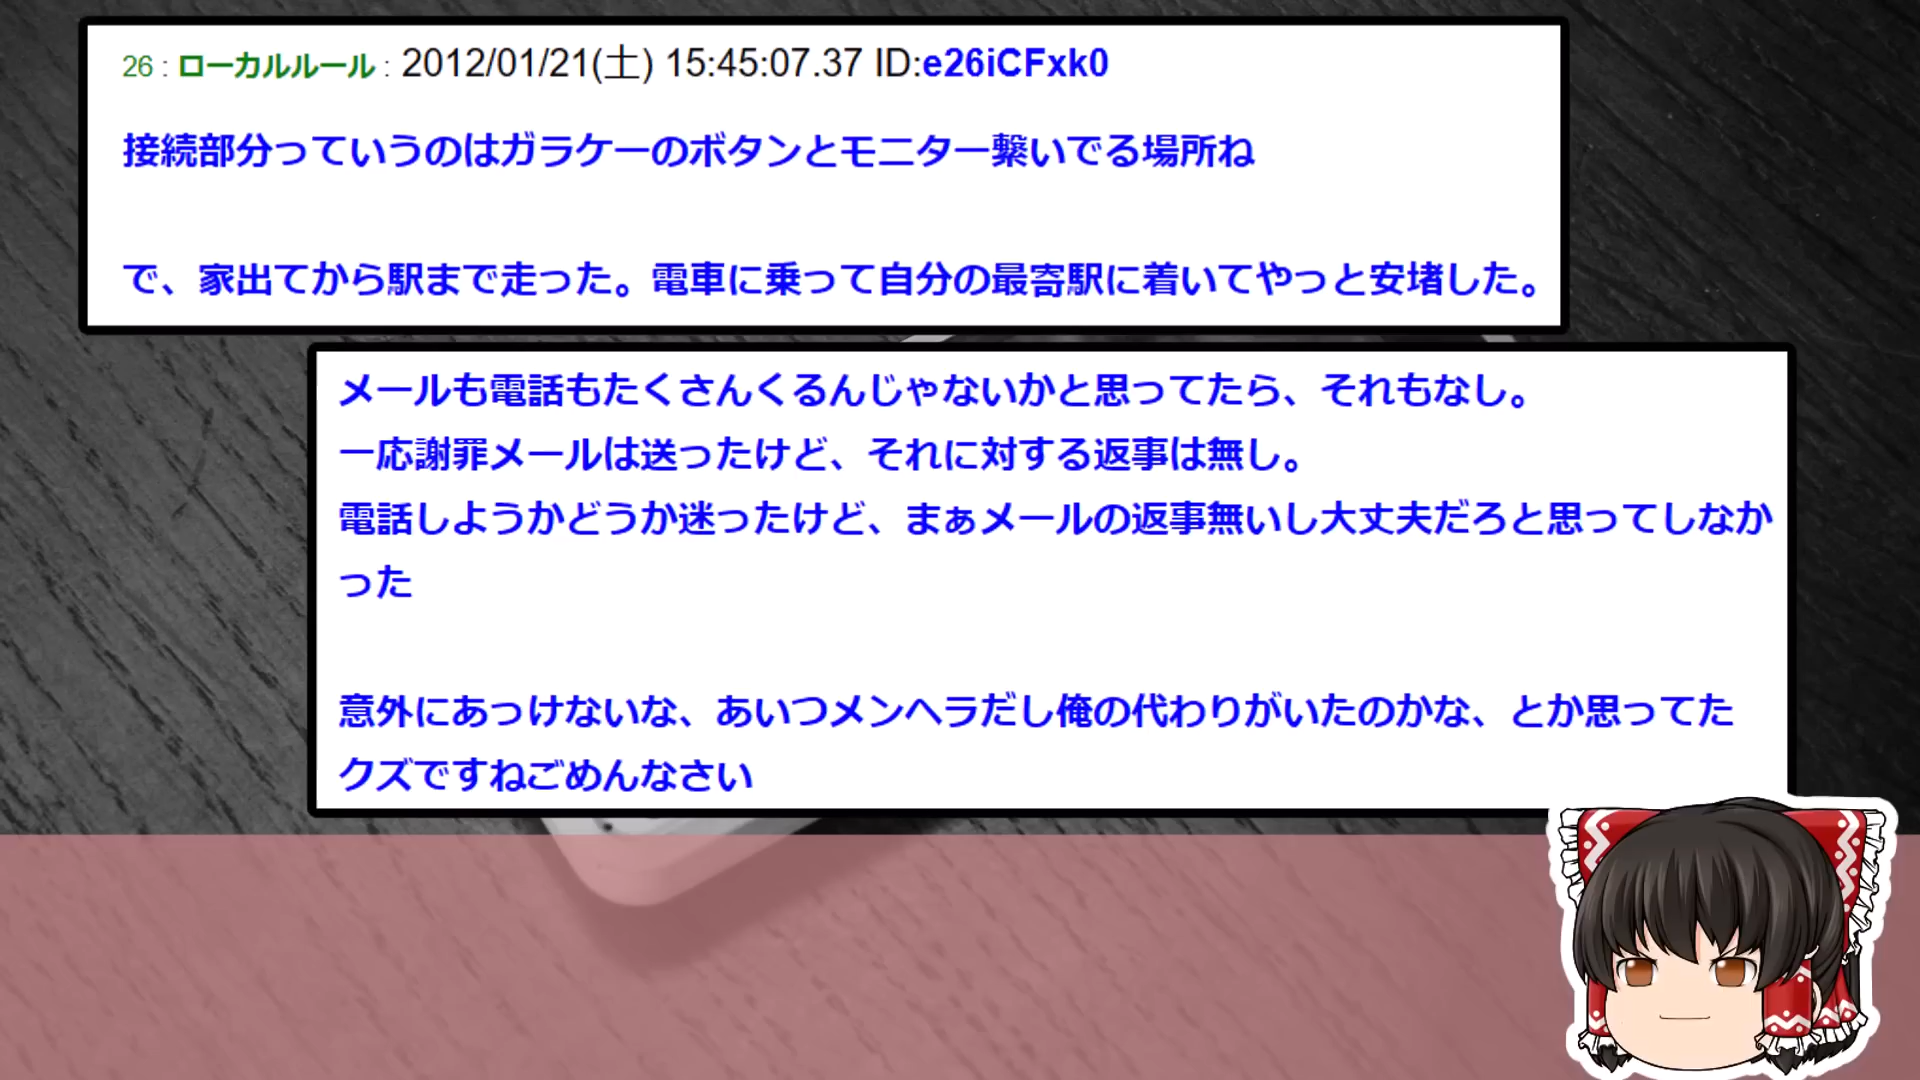 26 : ローカルルール : 2012/01/21(土) 15:45:07.37 ID:e26iCFxk0
接続部分っていうのはガラケーのボタンとモニター繋いでる場所ね
で、家出てから駅まで走った。電車に乗って自分の最寄駅に着いてやっと安堵した。
メールも電話もたくさんくるんじゃないかと思ってたら、それもなし。
一応謝罪メールは送ったけど、それに対する返事は無し。
電話しようかどうか迷ったけど、まぁメールの返事無いし大丈夫だろと思ってしなか
った
意外にあっけないな、あいつメンヘラだし俺の代わりがいたのかな、とか思ってた
クズですねごめんなさい